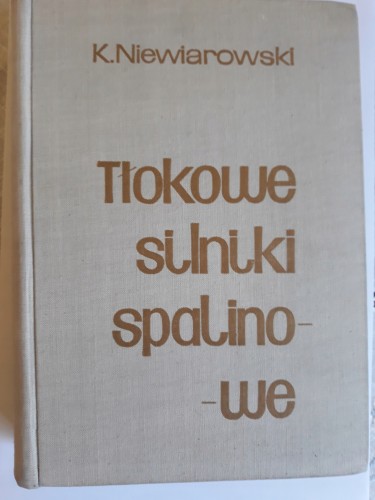 K. Niewiarowski
Tłokowe
silniki
spalino-
-we